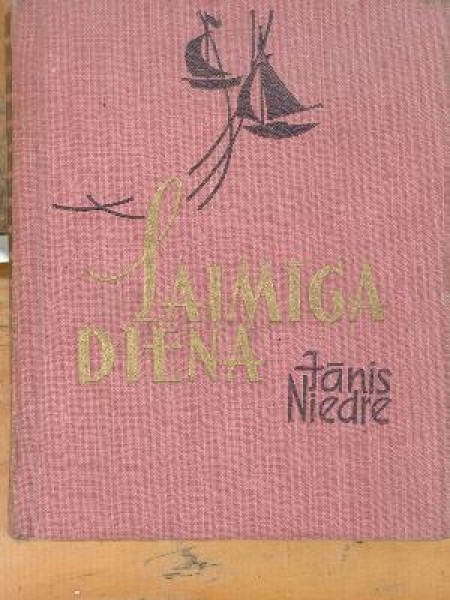 LAIMĪGA
DIENA
Jānis
Niedre